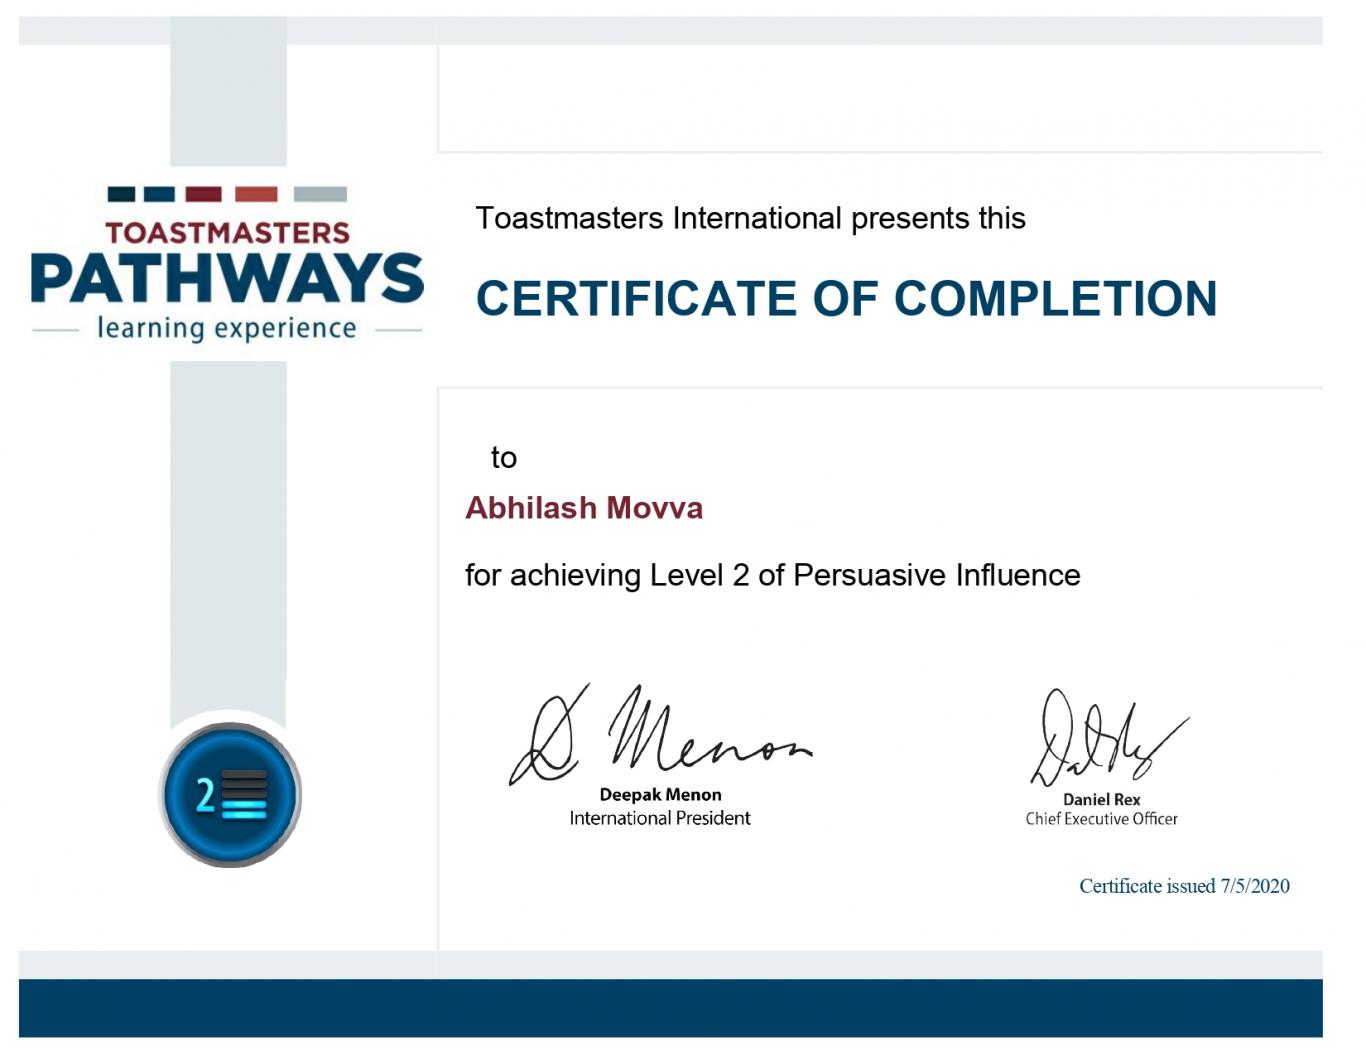 TOASTMASTERS
PATHWAYS
learning experience
Toastmasters International presents this
CERTIFICATE OF COMPLETION
to
Abhilash Movva
for achieving Level 2 of Persuasive Influence
D Menon
Deepak Menon
International President
Daniel Rex
Chief Executive Officer
2
Certificate issued 7/5/2020